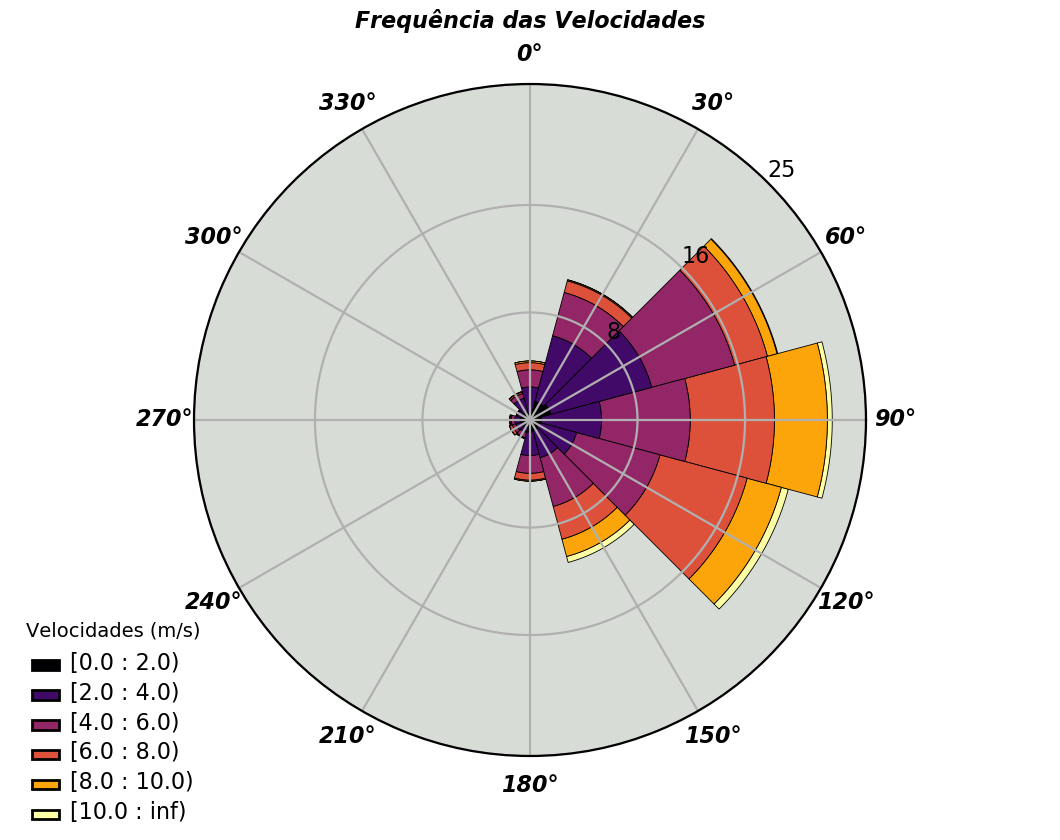 Frequência das Velocidades
0°
330°
30°
25
300°
60°
16
8
270°
90°
240°
120°
Velocidades (m/s)
[0.0 : 2.0)
[2.0 : 4.0)
[4.0 : 6.0)
210°
150°
[6.0 : 8.0)
180°
[8.0 : 10.0)
[10.0 : inf)